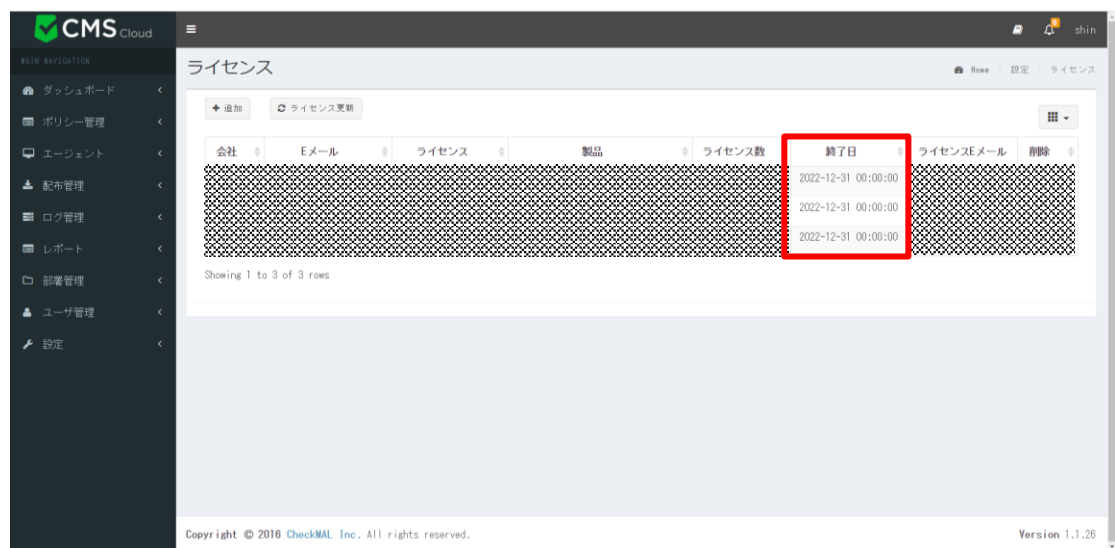 CMS Cloud
shin
MAIN NAVIGATION
ライセンス
Home > 設定 > ライセンス
ダッシュボード
ポリシー管理
エージェント
配布管理
ログ管理
レポート
部署管理
ユーザ管理
設定
追加 ライセンス更新
会社 Eメール ライセンス 製品 ライセンス数 終了日 ライセンスEメール 削除
2022-12-31 00:00:00
2022-12-31 00:00:00
2022-12-31 00:00:00
Showing 1 to 3 of 3 rows
Copyright © 2016 CheckMAL Inc. All rights reserved.
Version 1.1.26